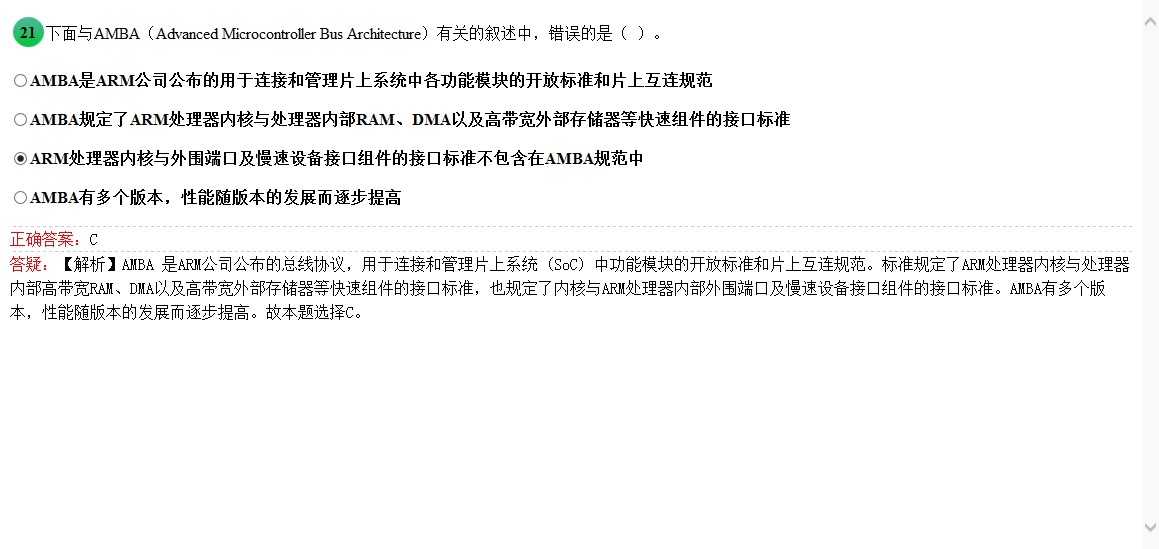 21 下面与AMBA（Advanced Microcontroller Bus Architecture）有关的叙述中，错误的是（ ）。
AMBA是ARM公司公布的用于连接和管理片上系统中各功能模块的开放标准和片上互连规范
AMBA规定了ARM处理器内核与处理器内部RAM、DMA以及高带宽外部存储器等快速组件的接口标准
ARM处理器内核与外围端口及慢速设备接口组件的接口标准不包含在AMBA规范中
AMBA有多个版本，性能随版本的发展而逐步提高
正确答案：C
答疑：【解析】AMBA 是ARM公司公布的总线协议，用于连接和管理片上系统（SoC）中功能模块的开放标准和片上互连规范。标准规定了ARM处理器内核与处理器
内部高带宽RAM、DMA以及高带宽外部存储器等快速组件的接口标准，也规定了内核与ARM处理器内部外围端口及慢速设备接口组件的接口标准。AMBA有多个版
本，性能随版本的发展而逐步提高。故本题选择C。